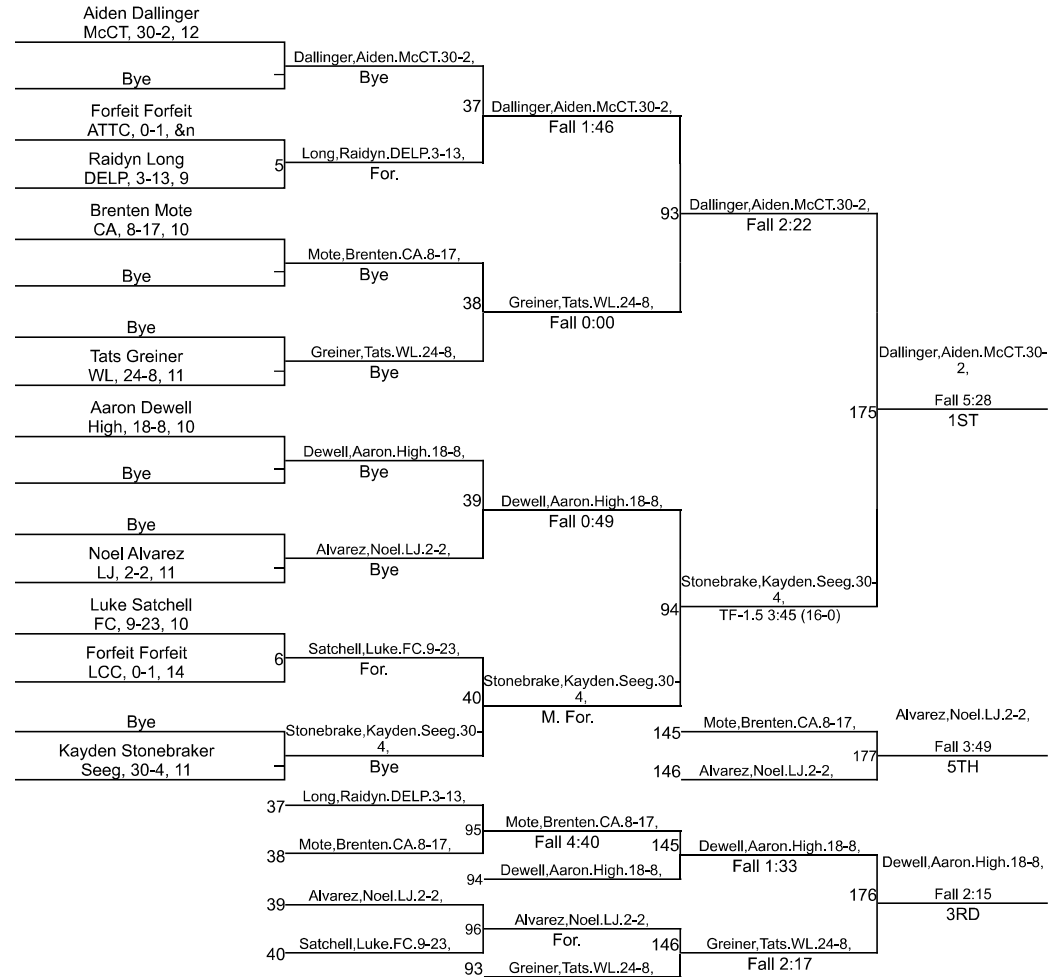 Aiden Dallinger
McCT, 30-2, 12
Dallinger,Aiden.McCT.30-2,
Bye
Bye
37
Dallinger,Aiden.McCT.30-2,
Fall 1:46
Forfeit Forfeit
ATTC, 0-1, &n
5
Long,Raidyn.DELP.3-13,
For.
Raidyn Long
DELP, 3-13, 9
93
Dallinger,Aiden.McCT.30-2,
Fall 2:22
Brenten Mote
CA, 8-17, 10
Mote,Brenten.CA.8-17,
Bye
Bye
38
Greiner,Tats.WL.24-8,
Fall 0:00
Bye
Tats Greiner
WL, 24-8, 11
Greiner,Tats.WL.24-8,
Bye
Dallinger,Aiden.McCT.30-
2,
175
Fall 5:28
1ST
Aaron Dewell
High, 18-8, 10
Dewell,Aaron.High.18-8,
Bye
Bye
39
Dewell,Aaron.High.18-8,
Fall 0:49
Bye
Noel Alvarez
LJ, 2-2, 11
Alvarez,Noel.LJ.2-2,
Bye
94
Stonebrake,Kayden.Seeg.30-
4,
TF-1.5 3:45 (16-0)
Luke Satchell
FC, 9-23, 10
6
Satchell,Luke.FC.9-23,
For.
Forfeit Forfeit
LCC, 0-1, 14
40
Stonebrake,Kayden.Seeg.30-
4,
M. For.
Bye
Kayden Stonebraker
Seeg, 30-4, 11
Stonebrake,Kayden.Seeg.30-
4,
Bye
145
Mote,Brenten.CA.8-17,
146
Alvarez,Noel.LJ.2-2,
177
Alvarez,Noel.LJ.2-2,
Fall 3:49
5TH
37
Long,Raidyn.DELP.3-13,
38
Mote,Brenten.CA.8-17,
95
Mote,Brenten.CA.8-17,
Fall 4:40
94
Dewell,Aaron.High.18-8,
145
Dewell,Aaron.High.18-8,
Fall 1:33
39
Alvarez,Noel.LJ.2-2,
40
Satchell,Luke.FC.9-23,
96
Alvarez,Noel.LJ.2-2,
For.
93
Greiner,Tats.WL.24-8,
146
Greiner,Tats.WL.24-8,
Fall 2:17
176
Dewell,Aaron.High.18-8,
Fall 2:15
3RD